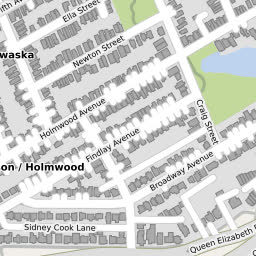 Ella Street
Newton Street
waska
Craig Street
Holmwood Avenue
Findlay Avenue
on / Holmwood
Broadway Avenue
Sidney Cook Lane
Queen Elizabeth